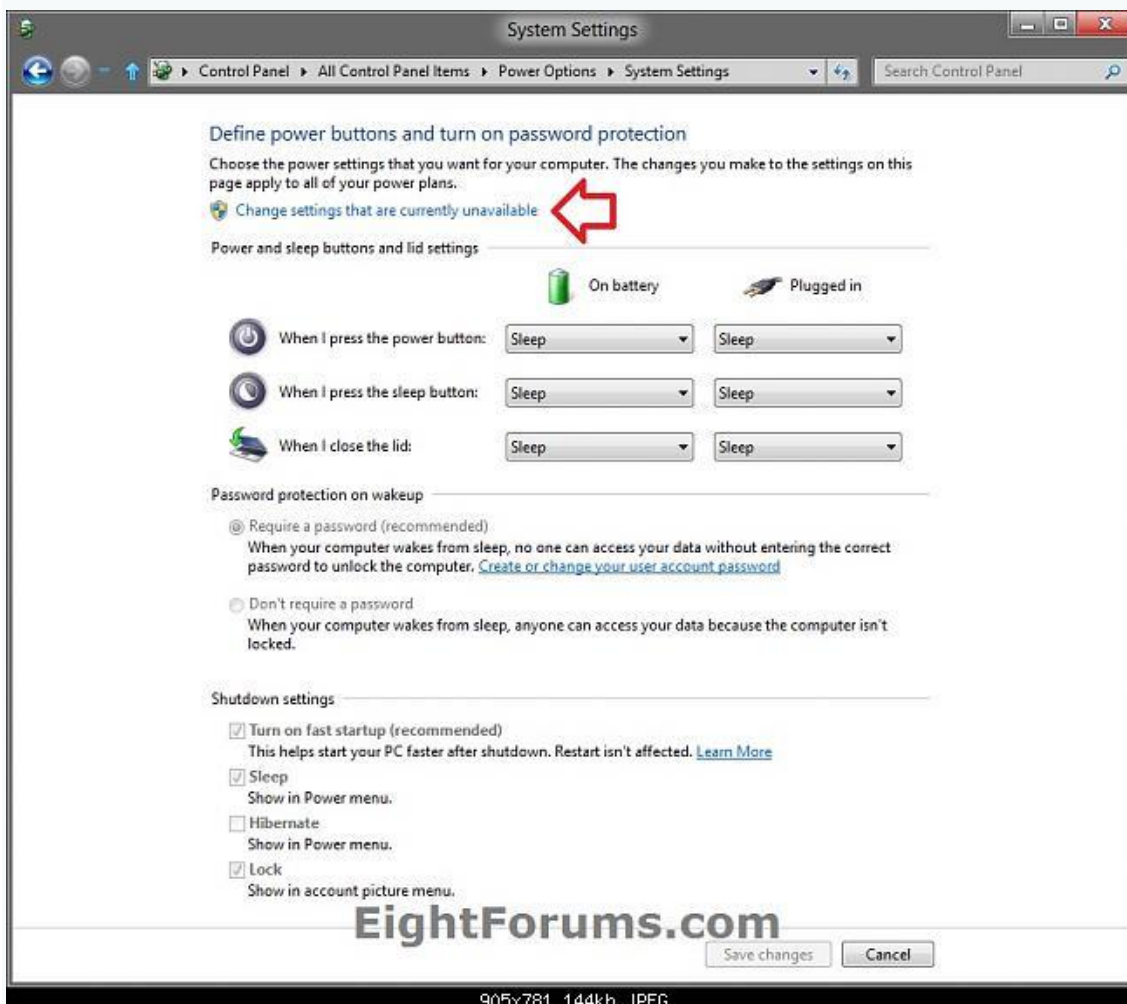 System Settings
Control Panel ▸ All Control Panel Items ▸ Power Options ▸ System Settings
Search Control Panel
Define power buttons and turn on password protection
Choose the power settings that you want for your computer. The changes you make to the settings on this
page apply to all of your power plans.
Change settings that are currently unavailable
Power and sleep buttons and lid settings
On battery Plugged in
When I press the power button: Sleep Sleep
When I press the sleep button: Sleep Sleep
When I close the lid: Sleep Sleep
Password protection on wakeup
Require a password (recommended)
When your computer wakes from sleep, no one can access your data without entering the correct
password to unlock the computer. Create or change your user account password
Don't require a password
When your computer wakes from sleep, anyone can access your data because the computer isn't
locked.
Shutdown settings
Turn on fast startup (recommended)
This helps start your PC faster after shutdown. Restart isn't affected. Learn More
Sleep
Show in Power menu.
Hibernate
Show in Power menu.
Lock
Show in account picture menu.
EightForums.com
Save changes Cancel
905x781 144kb JPEG